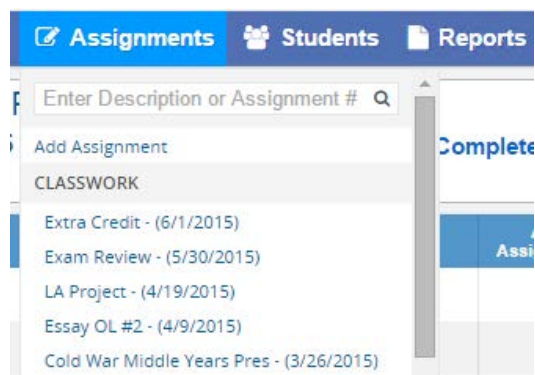 Assignments Students Reports
Enter Description or Assignment #
Add Assignment
Complete
CLASSWORK
Extra Credit - (6/1/2015)
Exam Review - (5/30/2015)
LA Project - (4/19/2015)
Essay OL #2 - (4/9/2015)
Cold War Middle Years Pres - (3/26/2015)